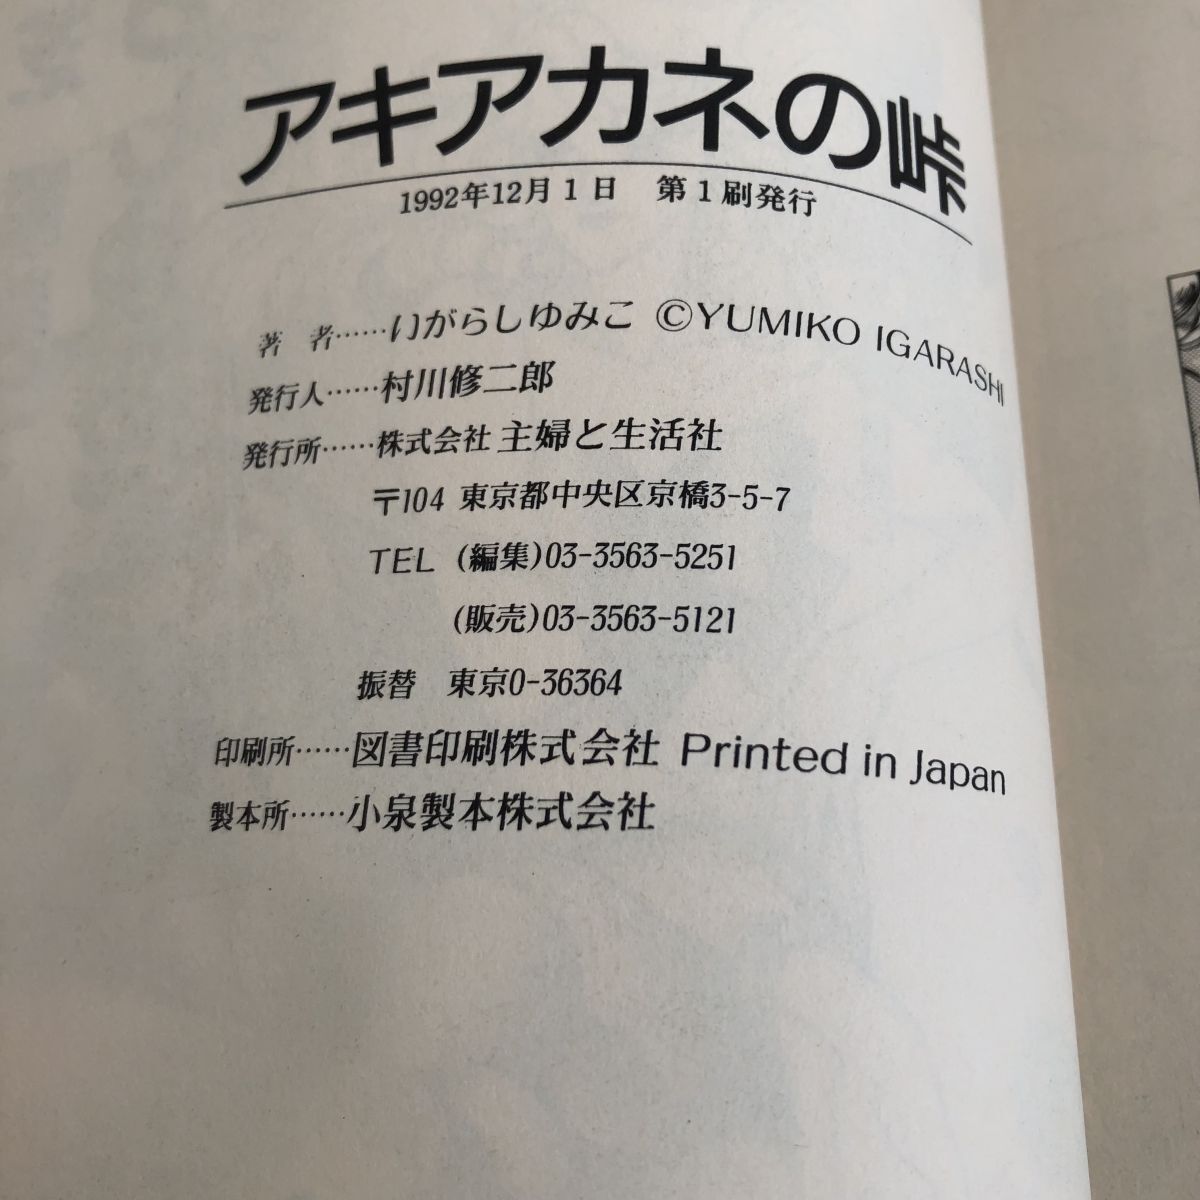 アキアカネの峠
1992年12月1日　第1刷発行
著　者……いがらしゆみこ ©YUMIKO IGARASHI
発行人……村川修二郎
発行所……株式会社 主婦と生活社
〒104 東京都中央区京橋3-5-7
TEL (編集)03-3563-5251
(販売)03-3563-5121
振替　東京0-36364
印刷所……図書印刷株式会社 Printed in Japan
製本所……小泉製本株式会社